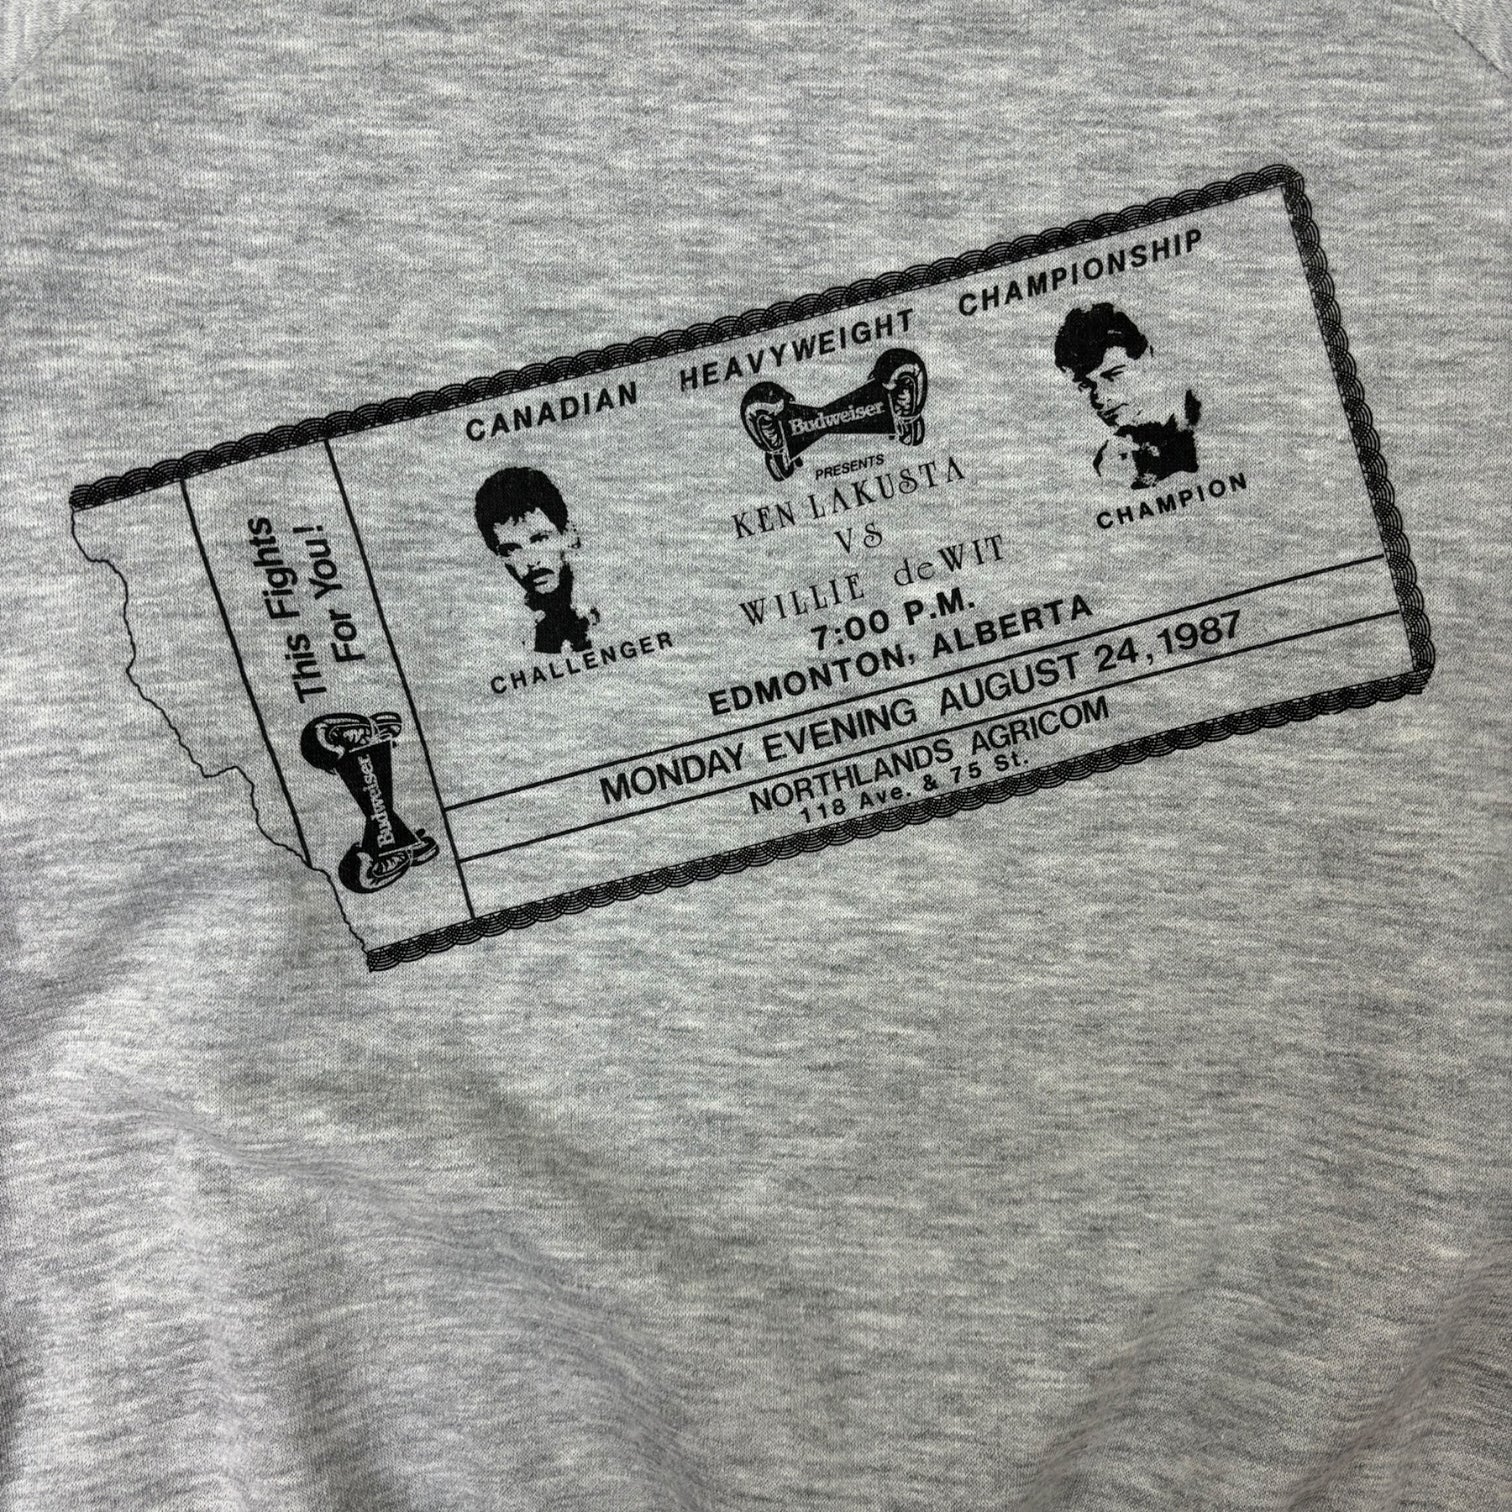 This Fights
For You!
Budweiser
CANADIAN HEAVYWEIGHT CHAMPIONSHIP
Budweiser
PRESENTS
KEN LAKUSTA
VS
WILLIE deWIT
7:00 P.M.
EDMONTON, ALBERTA
CHALLENGER
CHAMPION
MONDAY EVENING AUGUST 24, 1987
NORTHLANDS AGRICOM
118 Ave. & 75 St.